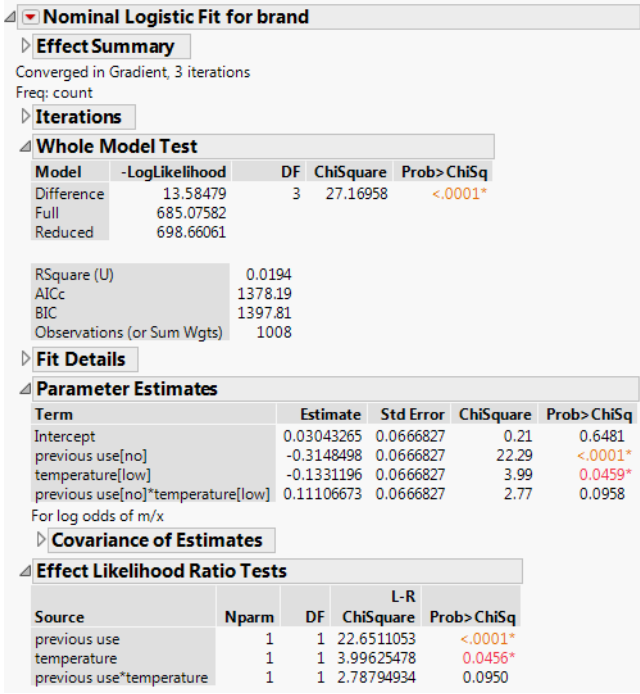 Nominal Logistic Fit for brand
Effect Summary
Converged in Gradient, 3 iterations
Freq: count
Iterations
Whole Model Test
Model -LogLikelihood DF ChiSquare Prob>ChiSq
Difference 13.58479 3 27.16958 <.0001*
Full 685.07582
Reduced 698.66061
RSquare (U) 0.0194
AICc 1378.19
BIC 1397.81
Observations (or Sum Wgts) 1008
Fit Details
Parameter Estimates
Term Estimate Std Error ChiSquare Prob>ChiSq
Intercept 0.03043265 0.0666827 0.21 0.6481
previous use[no] -0.3148498 0.0666827 22.29 <.0001*
temperature[low] -0.1331196 0.0666827 3.99 0.0459*
previous use[no]*temperature[low] 0.11106673 0.0666827 2.77 0.0958
For log odds of m/x
Covariance of Estimates
Effect Likelihood Ratio Tests
L-R
Source Nparm DF ChiSquare Prob>ChiSq
previous use 1 1 22.6511053 <.0001*
temperature 1 1 3.99625478 0.0456*
previous use*temperature 1 1 2.78794934 0.0950